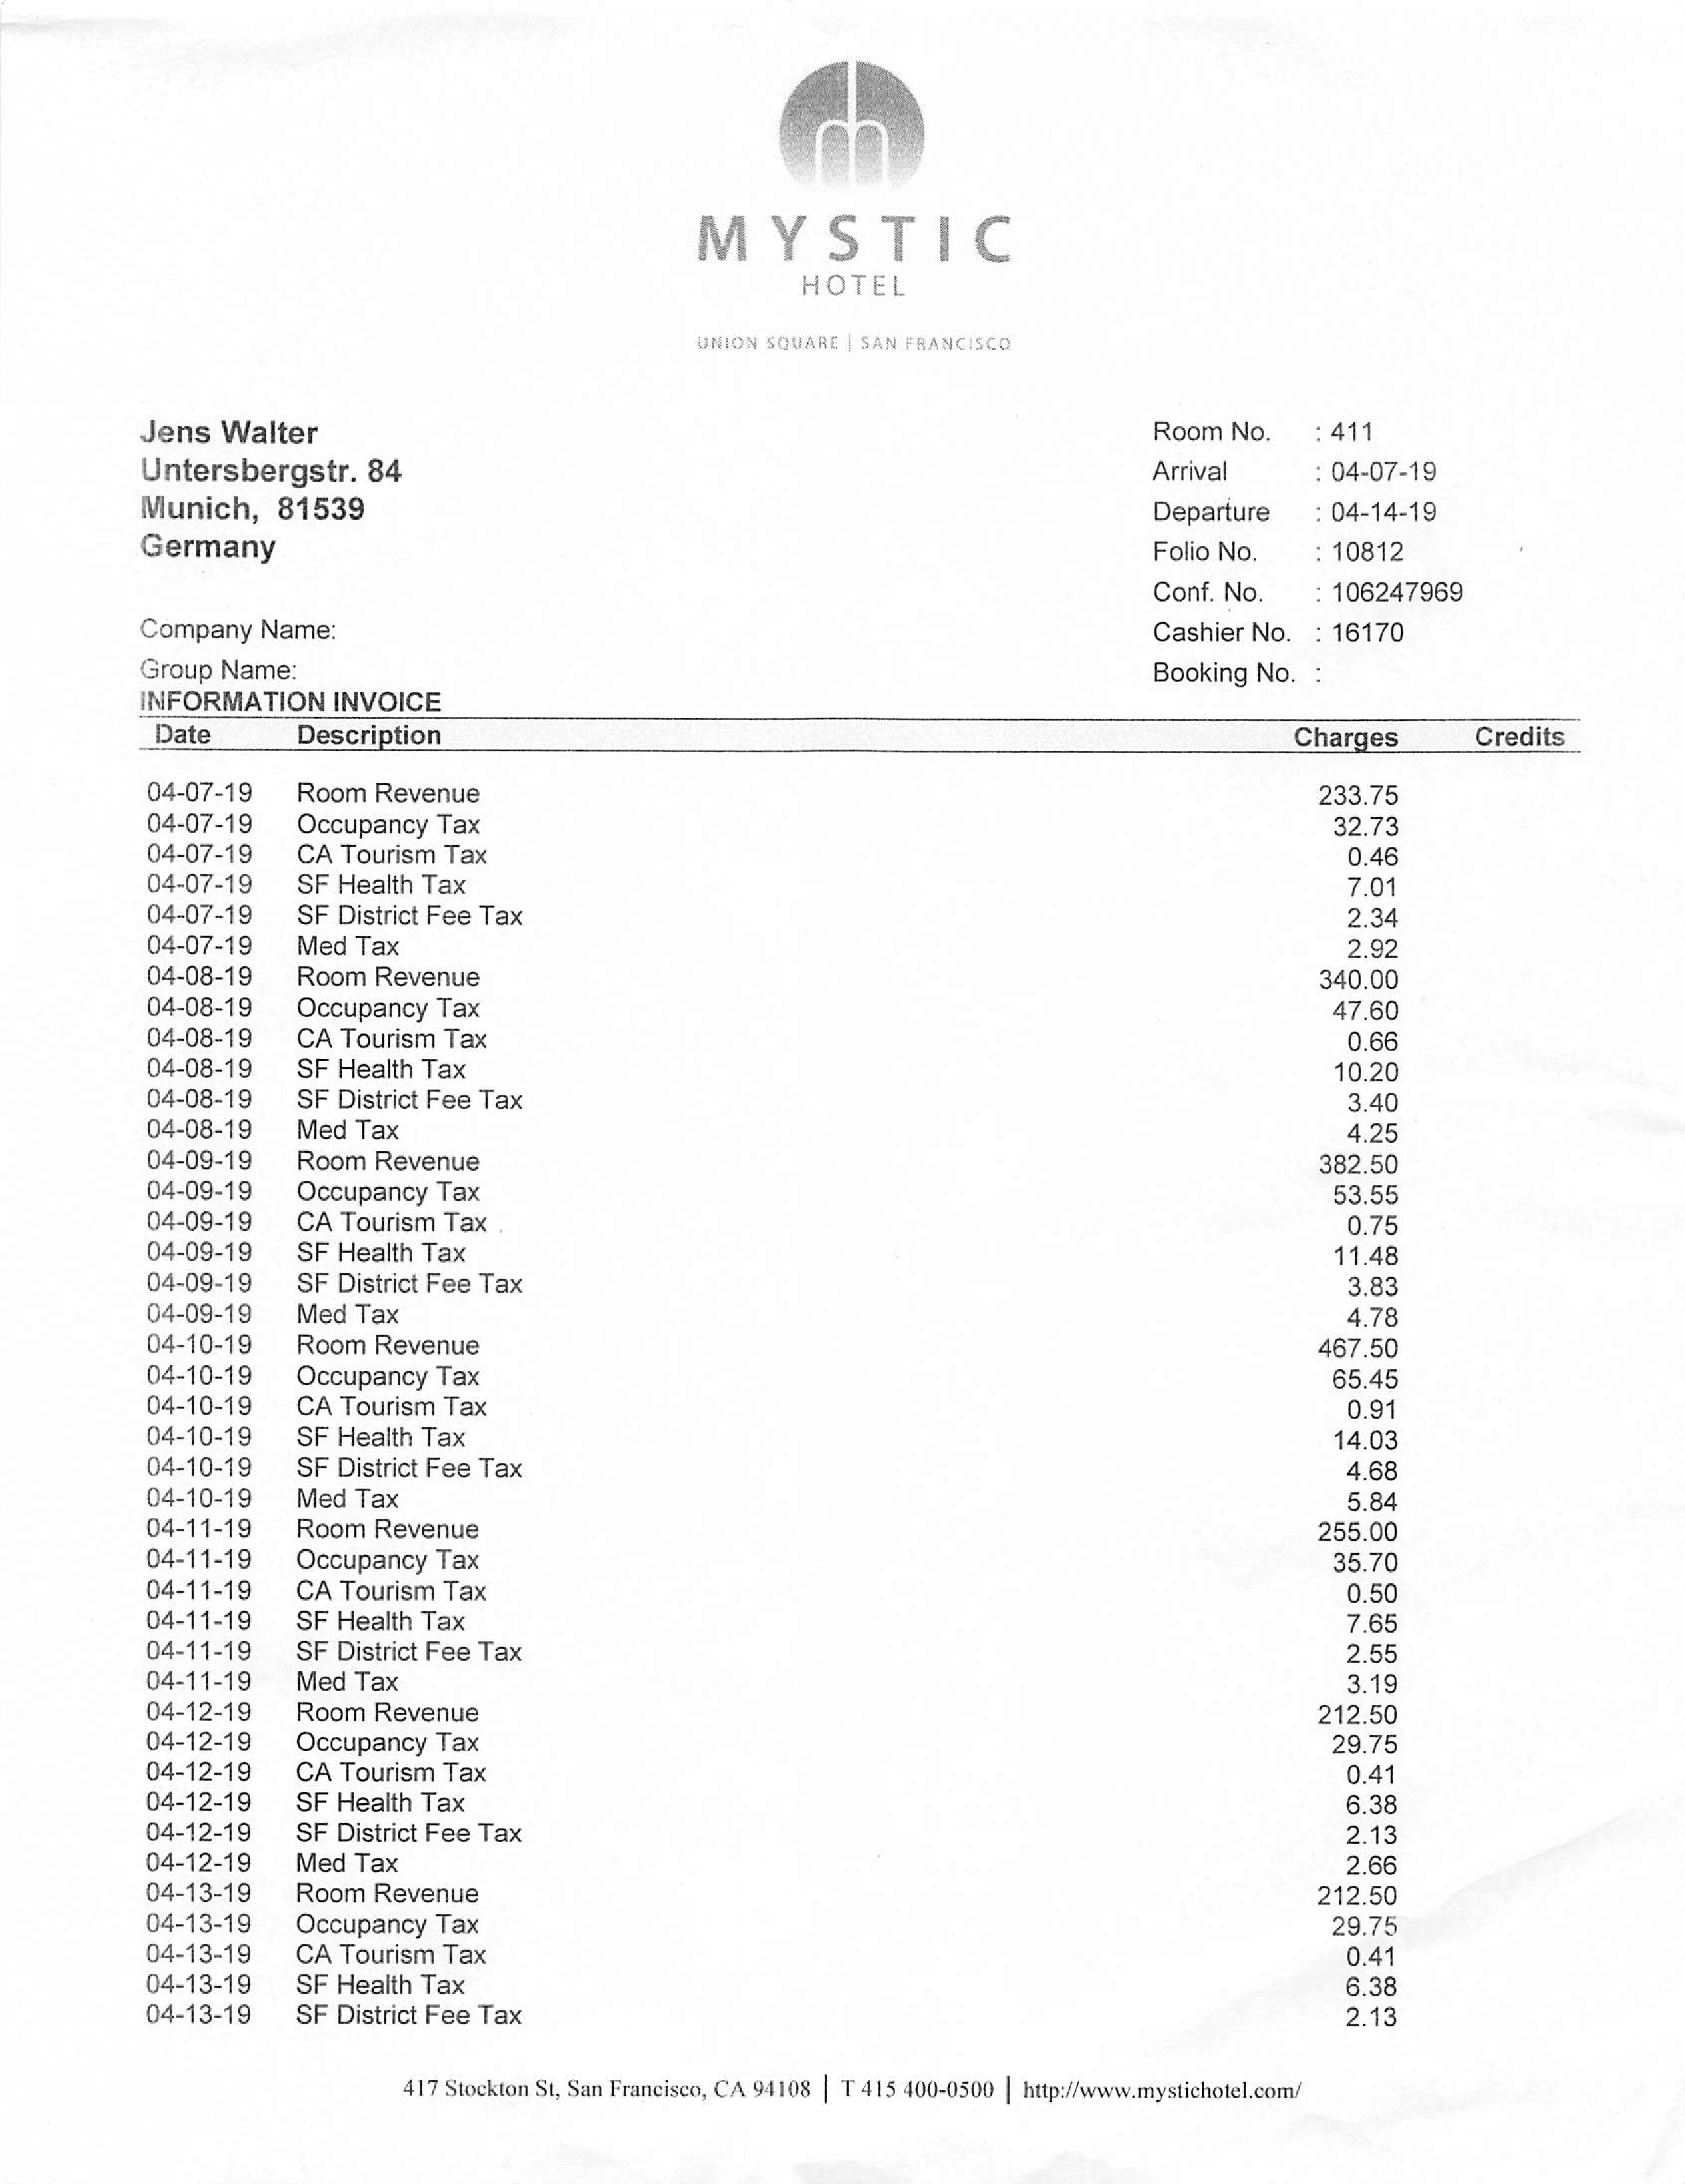 MYSTIC
HOTEL
UNION SQUARE | SAN FRANCISCO
Jens Walter
Untersbergstr. 84
Munich, 81539
Germany
Company Name:
Group Name:
Room No. : 411
Arrival : 04-07-19
Departure : 04-14-19
Folio No. : 10812
Conf. No. : 106247969
Cashier No. : 16170
Booking No. :
INFORMATION INVOICE
Date Description Charges Credits
04-07-19 Room Revenue 233.75
04-07-19 Occupancy Tax 32.73
04-07-19 CA Tourism Tax 0.46
04-07-19 SF Health Tax 7.01
04-07-19 SF District Fee Tax 2.34
04-07-19 Med Tax 2.92
04-08-19 Room Revenue 340.00
04-08-19 Occupancy Tax 47.60
04-08-19 CA Tourism Tax 0.66
04-08-19 SF Health Tax 10.20
04-08-19 SF District Fee Tax 3.40
04-08-19 Med Tax 4.25
04-09-19 Room Revenue 382.50
04-09-19 Occupancy Tax 53.55
04-09-19 CA Tourism Tax 0.75
04-09-19 SF Health Tax 11.48
04-09-19 SF District Fee Tax 3.83
04-09-19 Med Tax 4.78
04-10-19 Room Revenue 467.50
04-10-19 Occupancy Tax 65.45
04-10-19 CA Tourism Tax 0.91
04-10-19 SF Health Tax 14.03
04-10-19 SF District Fee Tax 4.68
04-10-19 Med Tax 5.84
04-11-19 Room Revenue 255.00
04-11-19 Occupancy Tax 35.70
04-11-19 CA Tourism Tax 0.50
04-11-19 SF Health Tax 7.65
04-11-19 SF District Fee Tax 2.55
04-11-19 Med Tax 3.19
04-12-19 Room Revenue 212.50
04-12-19 Occupancy Tax 29.75
04-12-19 CA Tourism Tax 0.41
04-12-19 SF Health Tax 6.38
04-12-19 SF District Fee Tax 2.13
04-12-19 Med Tax 2.66
04-13-19 Room Revenue 212.50
04-13-19 Occupancy Tax 29.75
04-13-19 CA Tourism Tax 0.41
04-13-19 SF Health Tax 6.38
04-13-19 SF District Fee Tax 2.13
417 Stockton St, San Francisco, CA 94108 | T 415 400-0500 | http://www.mystichotel.com/